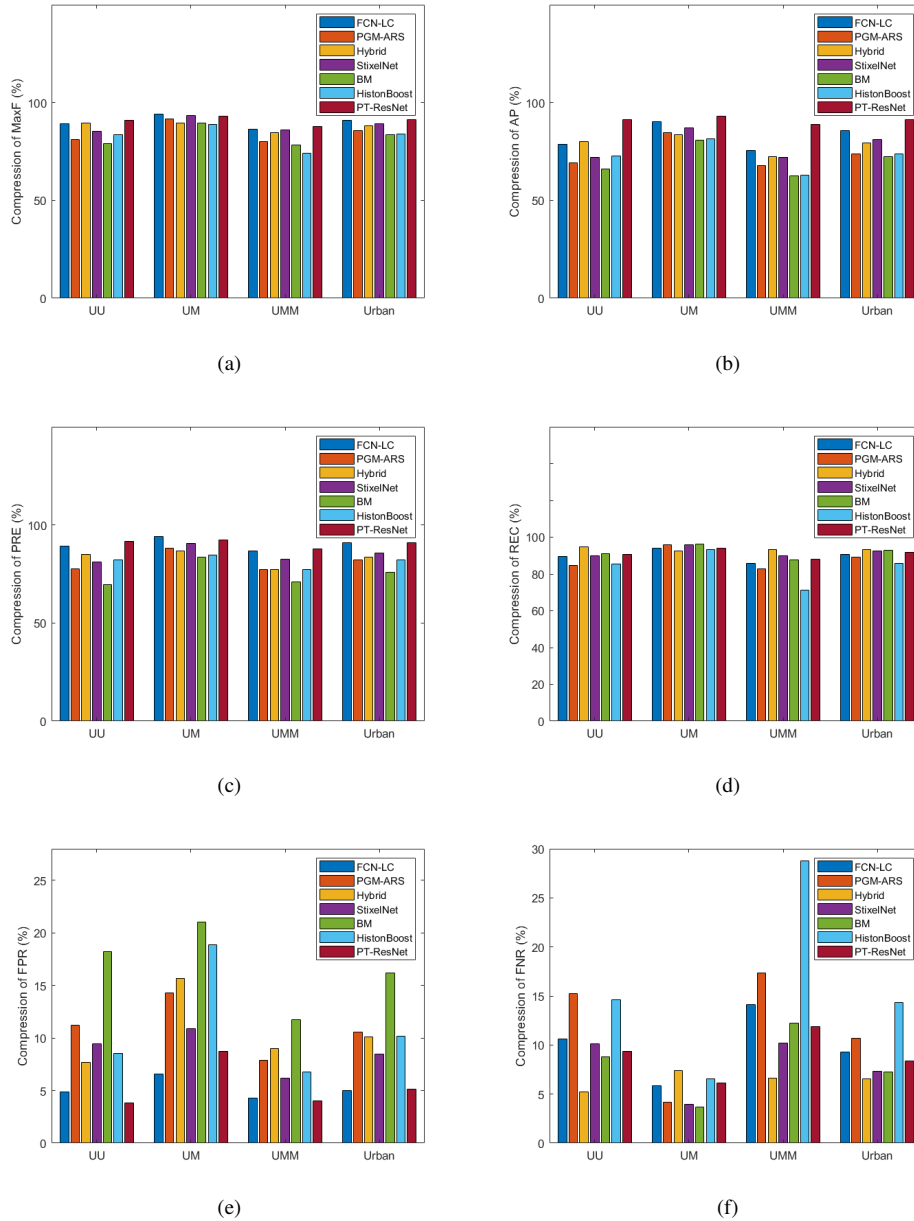 FCN-LC
PGM-ARS
Hybrid
StixelNet
BM
HistonBoost
PT-ResNet
100
50
0
Compression of MaxF (%)
UU UM UMM Urban
(a)
FCN-LC
PGM-ARS
Hybrid
StixelNet
BM
HistonBoost
PT-ResNet
100
50
0
Compression of AP (%)
UU UM UMM Urban
(b)
FCN-LC
PGM-ARS
Hybrid
StixelNet
BM
HistonBoost
PT-ResNet
100
50
0
Compression of PRE (%)
UU UM UMM Urban
(c)
FCN-LC
PGM-ARS
Hybrid
StixelNet
BM
HistonBoost
PT-ResNet
100
80
60
40
20
0
Compression of REC (%)
UU UM UMM Urban
(d)
FCN-LC
PGM-ARS
Hybrid
StixelNet
BM
HistonBoost
PT-ResNet
25
20
15
10
5
0
Compression of FPR (%)
UU UM UMM Urban
(e)
FCN-LC
PGM-ARS
Hybrid
StixelNet
BM
HistonBoost
PT-ResNet
30
25
20
15
10
5
0
Compression of FNR (%)
UU UM UMM Urban
(f)